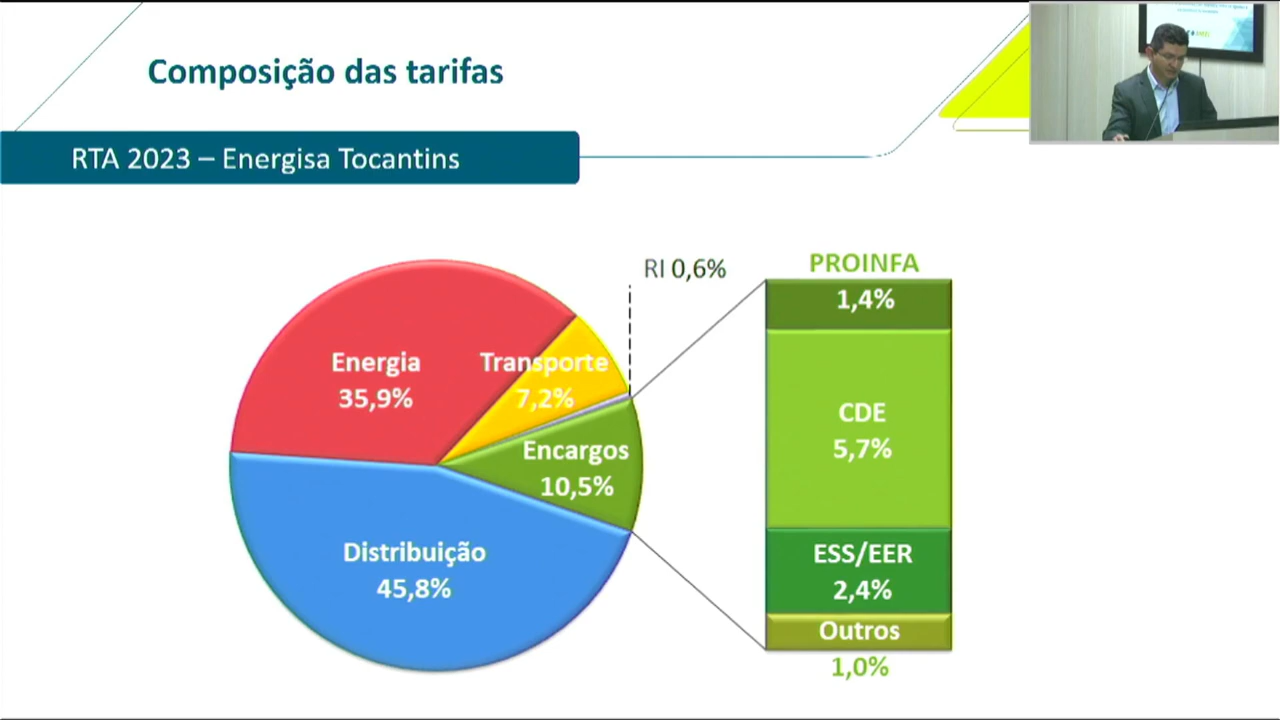 Composição das tarifas
RTA 2023 – Energisa Tocantins
RI 0,6%
PROINFA
1,4%
Energia
35,9%
Transporte
7,2%
CDE
5,7%
Encargos
10,5%
Distribuição
45,8%
ESS/EER
2,4%
Outros
1,0%